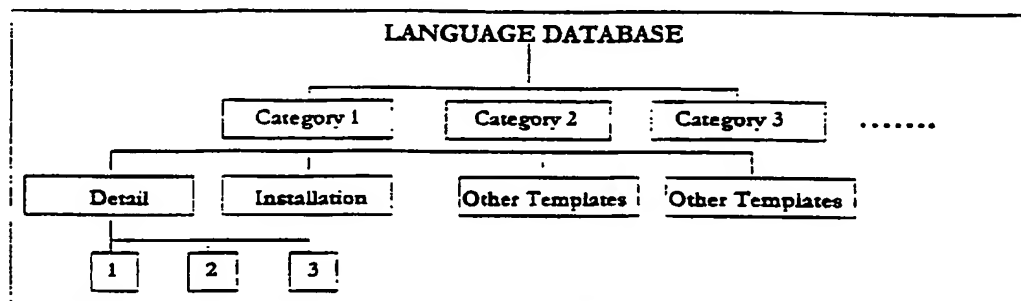 LANGUAGE DATABASE
Category 1 Category 2 Category 3 .......
Detail Installation Other Templates Other Templates
1 2 3